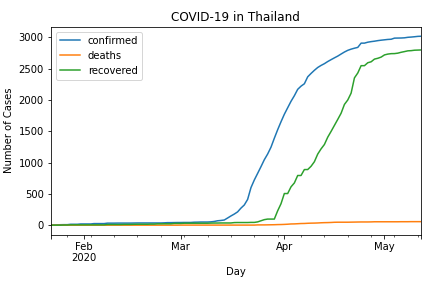 COVID-19 in Thailand
confirmed
deaths
recovered
Number of Cases
3000
2500
2000
1500
1000
500
0
Feb
2020
Mar
Apr
May
Day